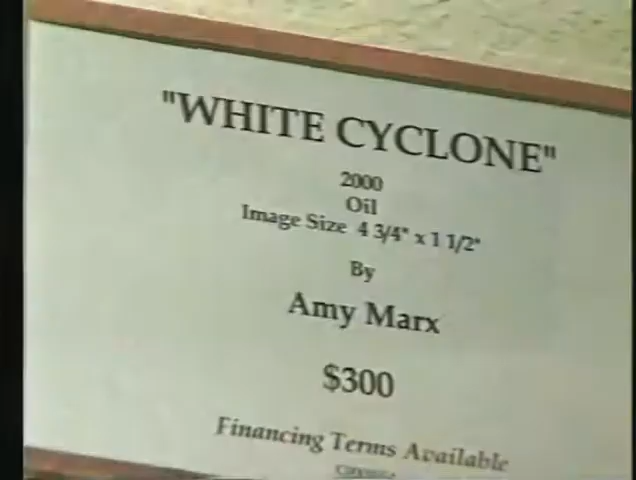 "WHITE CYCLONE"
2000
Oil
Image Size 4 3/4" x 1 1/2"
By
Amy Marx
$300
Financing Terms Available